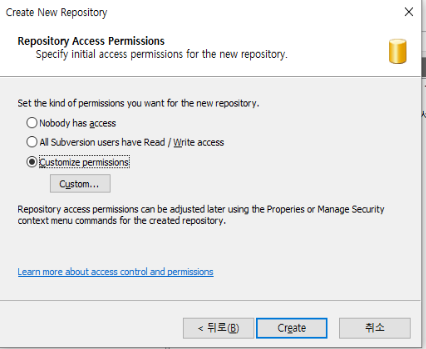 Create New Repository
Repository Access Permissions
Specify initial access permissions for the new repository.
Set the kind of permissions you want for the new repository.
Nobody has access
All Subversion users have Read / Write access
Customize permissions
Custom...
Repository access permissions can be adjusted later using the Properies or Manage Security
context menu commands for the created repository.
Learn more about access control and permissions
< 뒤로(B)
Create
취소